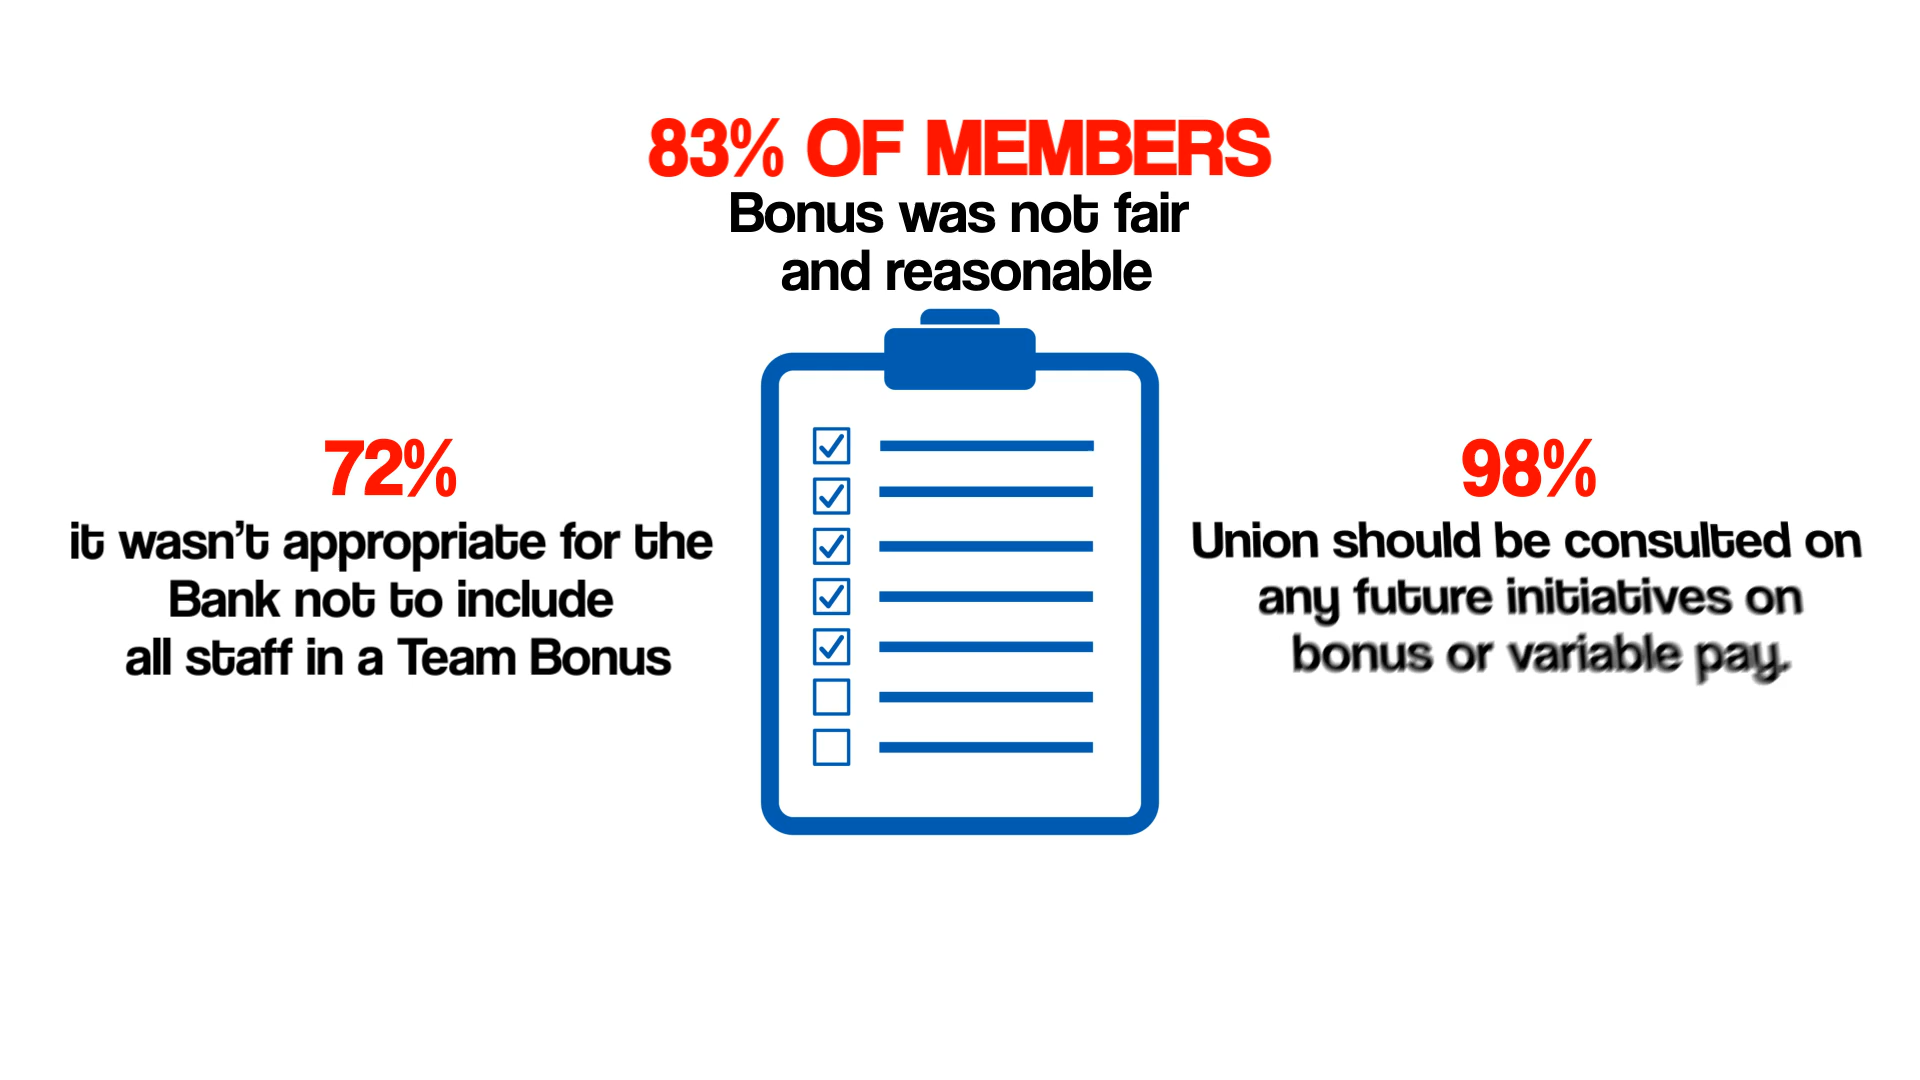 83% OF MEMBERS
Bonus was not fair
and reasonable
72%
it wasn't appropriate for the
Bank not to include
all staff in a Team Bonus
98%
Union should be consulted on
any future initiatives on
bonus or variable pay.